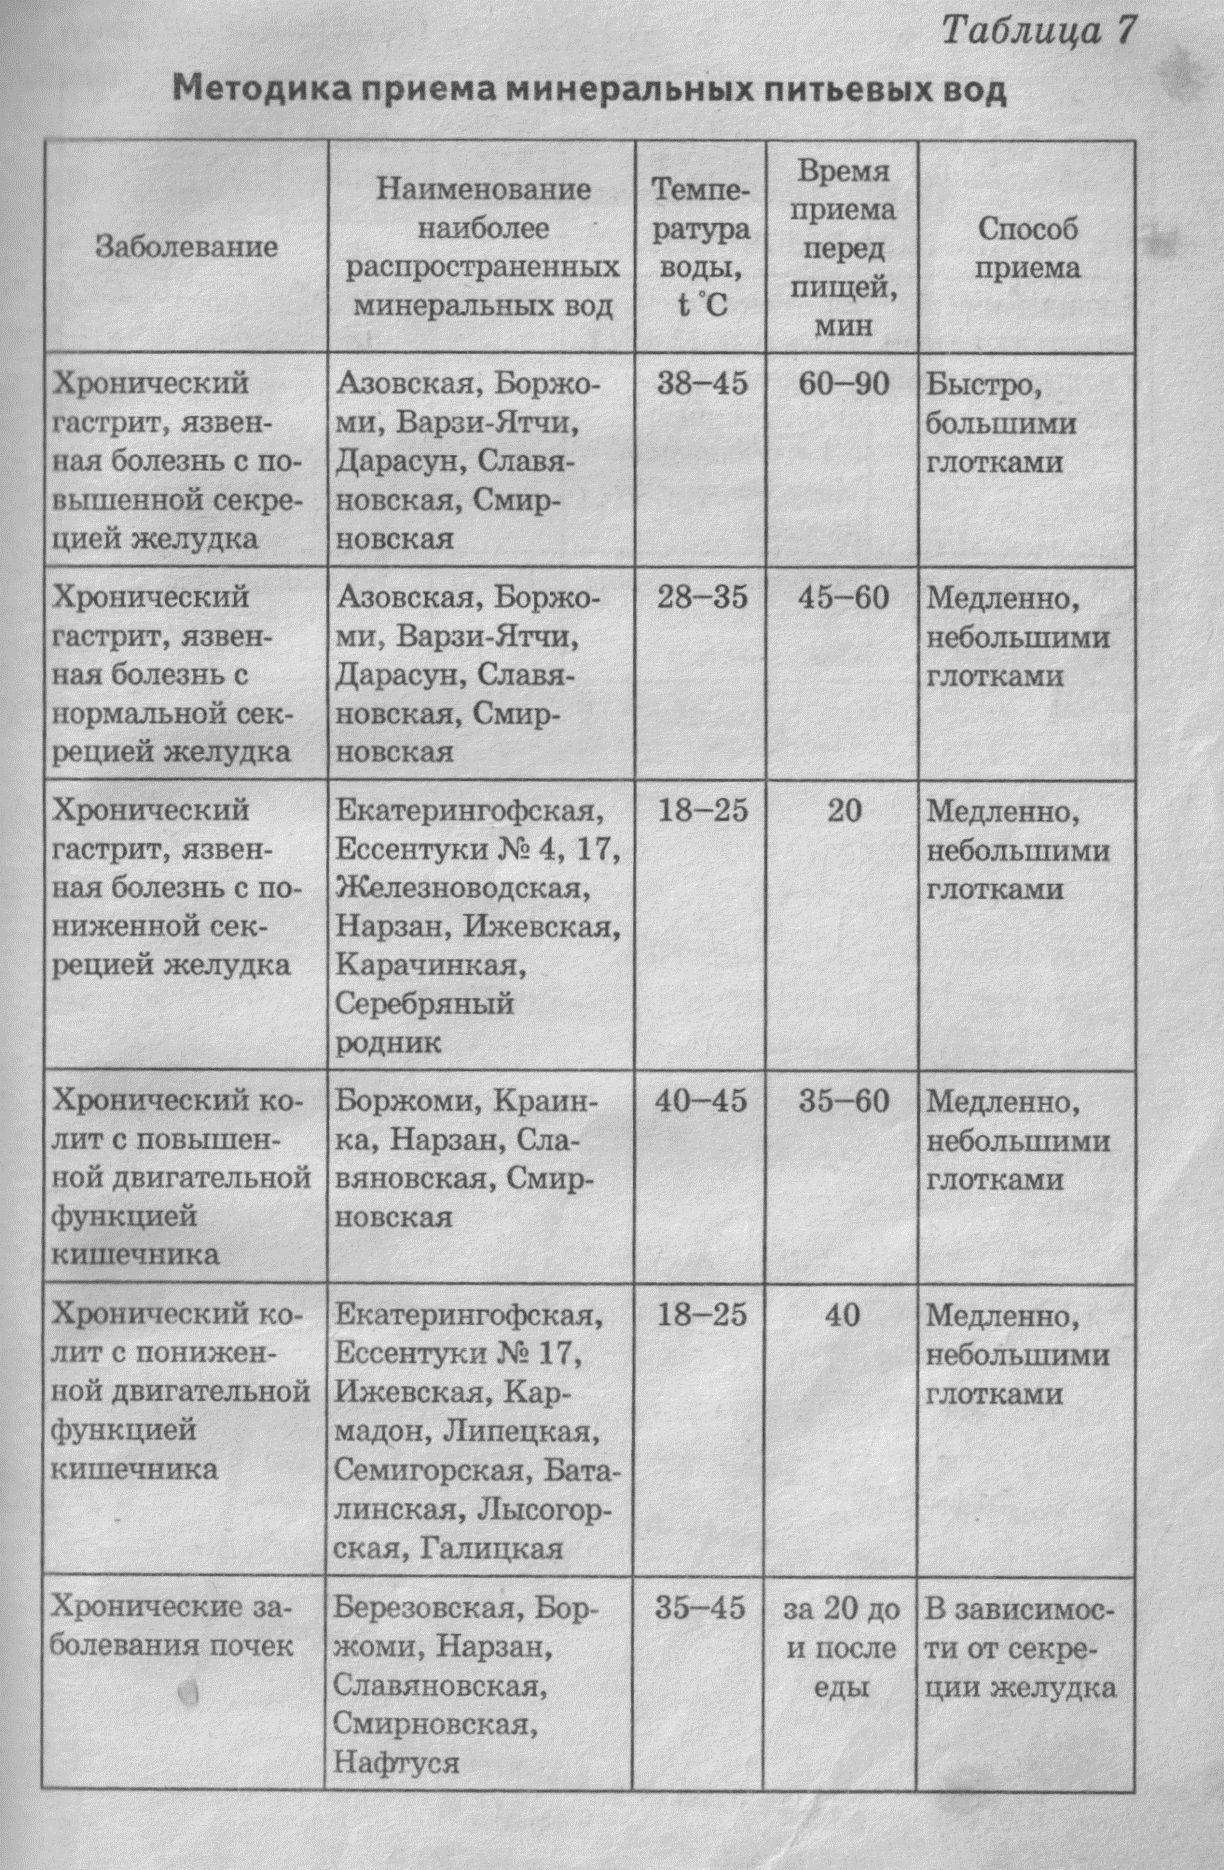 Таблица 7
Методика приема минеральных питьевых вод
Заболевание
Наименование
наиболее
распространенных
минеральных вод
Темпе-
ратура
воды,
t °C
Время
приема
перед
пищей,
мин
Способ
приема
Хронический
гастрит, язвен-
ная болезнь с по-
вышенной секре-
цией желудка
Азовская, Боржо-
ми, Варзи-Ятчи,
Дарасун, Славя-
новская, Смир-
новская
38—45
60—90
Быстро,
большими
глотками
Хронический
гастрит, язвен-
ная болезнь с
нормальной сек-
рецией желудка
Азовская, Боржо-
ми, Варзи-Ятчи,
Дарасун, Славя-
новская, Смир-
новская
28—35
45—60
Медленно,
небольшими
глотками
Хронический
гастрит, язвен-
ная болезнь с по-
ниженной сек-
рецией желудка
Екатерингофская,
Ессентуки № 4, 17,
Железноводская,
Нарзан, Ижевская,
Карачинкая,
Серебряный
родник
18—25
20
Медленно,
небольшими
глотками
Хронический ко-
лит с повышен-
ной двигательной
функцией
кишечника
Боржоми, Краин-
ка, Нарзан, Сла-
вяновская, Смир-
новская
40—45
35—60
Медленно,
небольшими
глотками
Хронический ко-
лит с понижен-
ной двигательной
функцией
кишечника
Екатерингофская,
Ессентуки № 17,
Ижевская, Кар-
мадон, Липецкая,
Семигорская, Бата-
линская, Лысогор-
ская, Галицкая
18—25
40
Медленно,
небольшими
глотками
Хронические за-
болевания почек
Березовская, Бор-
жоми, Нарзан,
Славяновская,
Смирновская,
Нафтуся
35—45
за 20 до
и после
еды
В зависимос-
ти от секре-
ции желудка